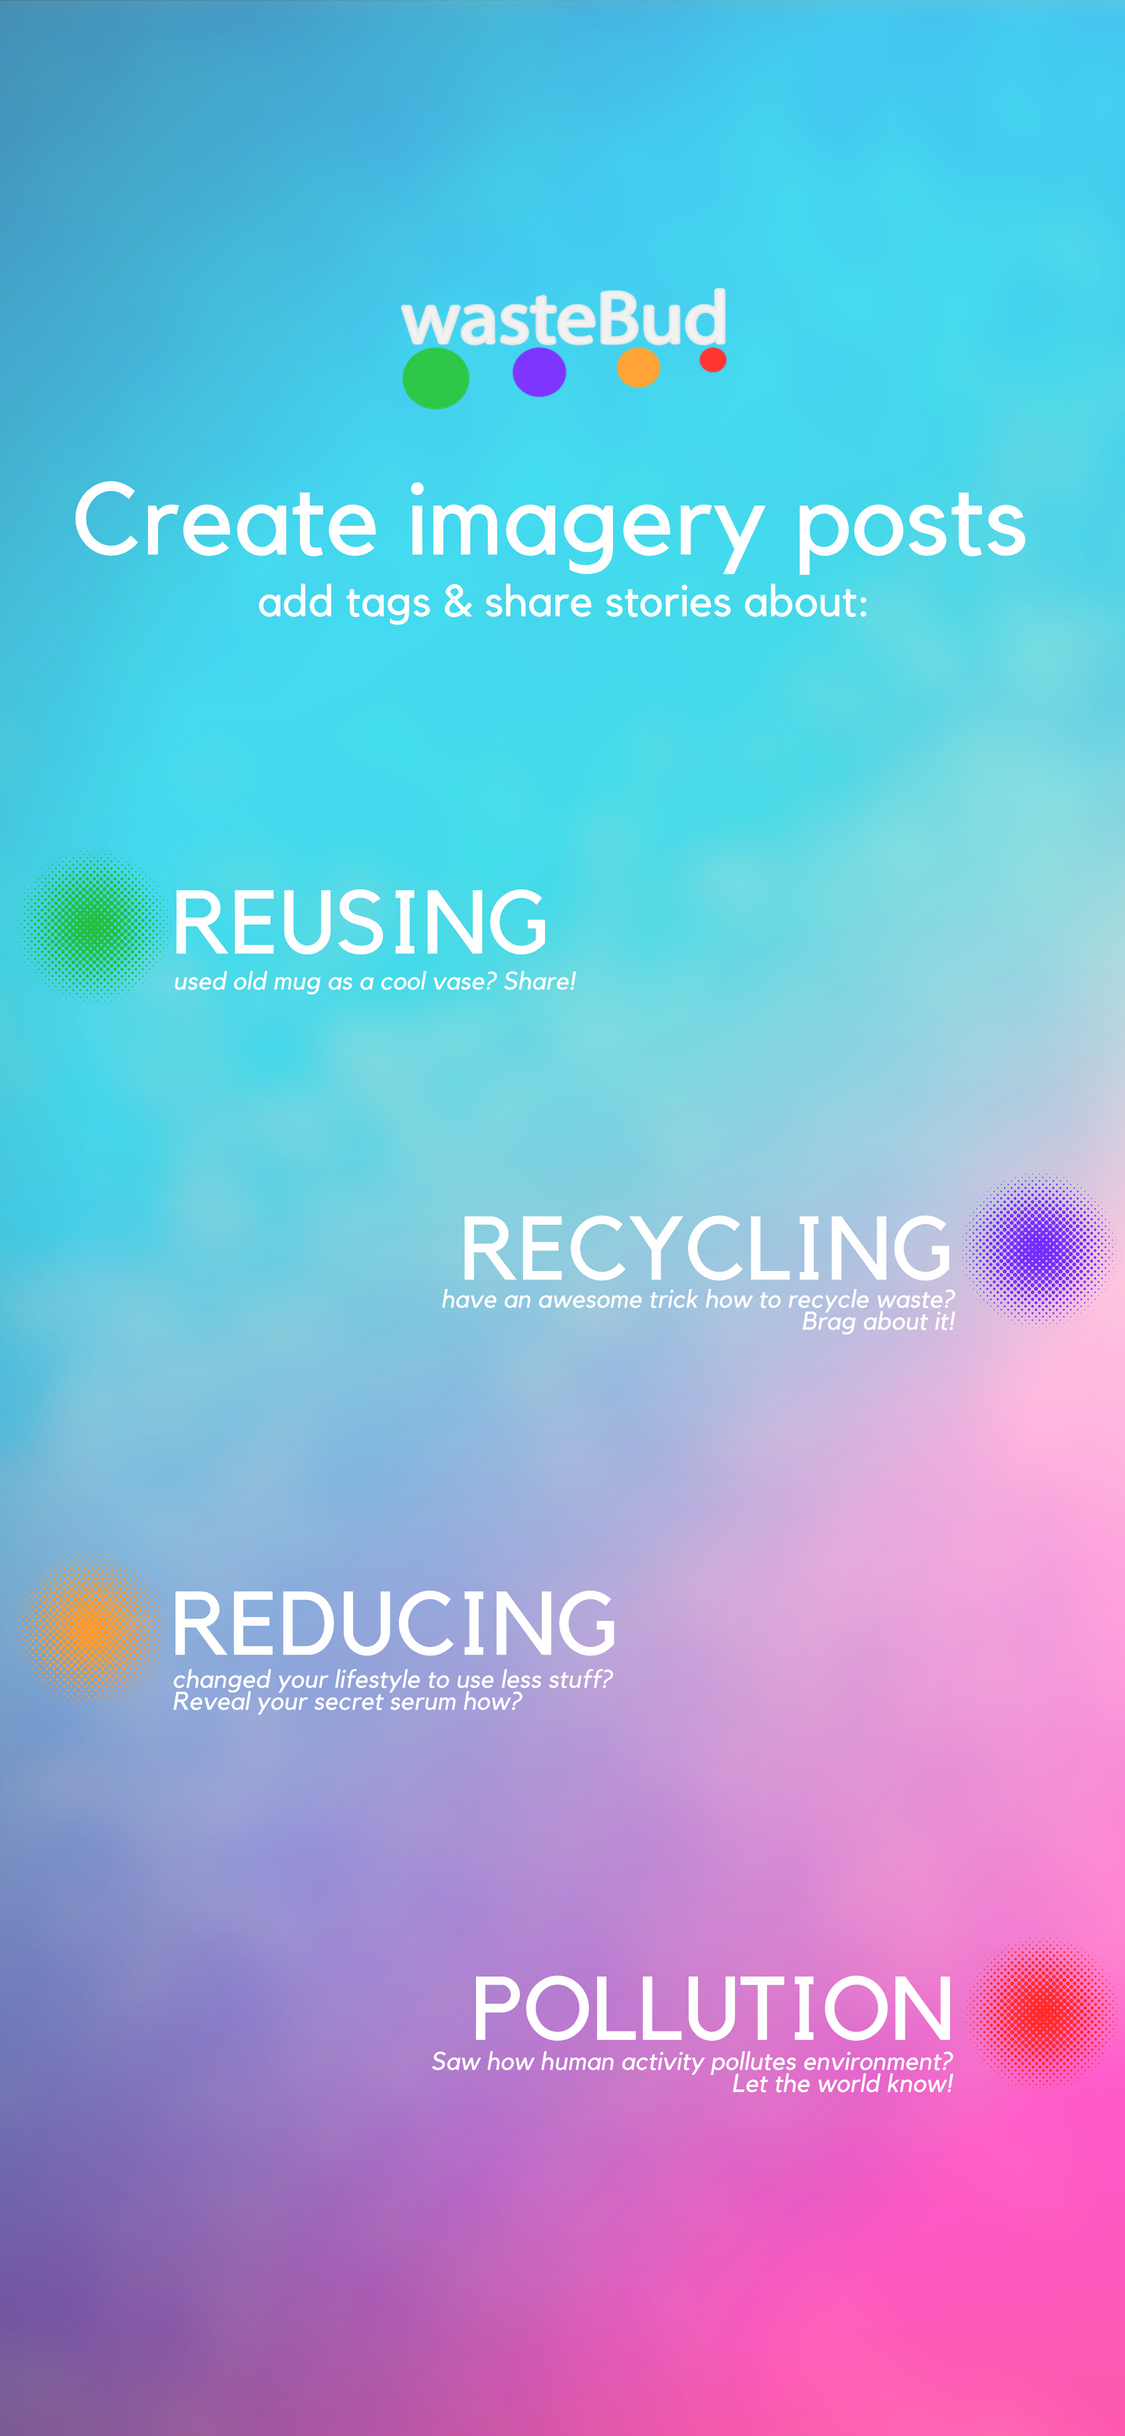 wasteBud
Create imagery posts
add tags & share stories about:
REUSING
used old mug as a cool vase? Share!
RECYCLING
have an awesome trick how to recycle waste?
Brag about it!
REDUCING
changed your lifestyle to use less stuff?
Reveal your secret serum how?
POLLUTION
Saw how human activity pollutes environment?
Let the world know!